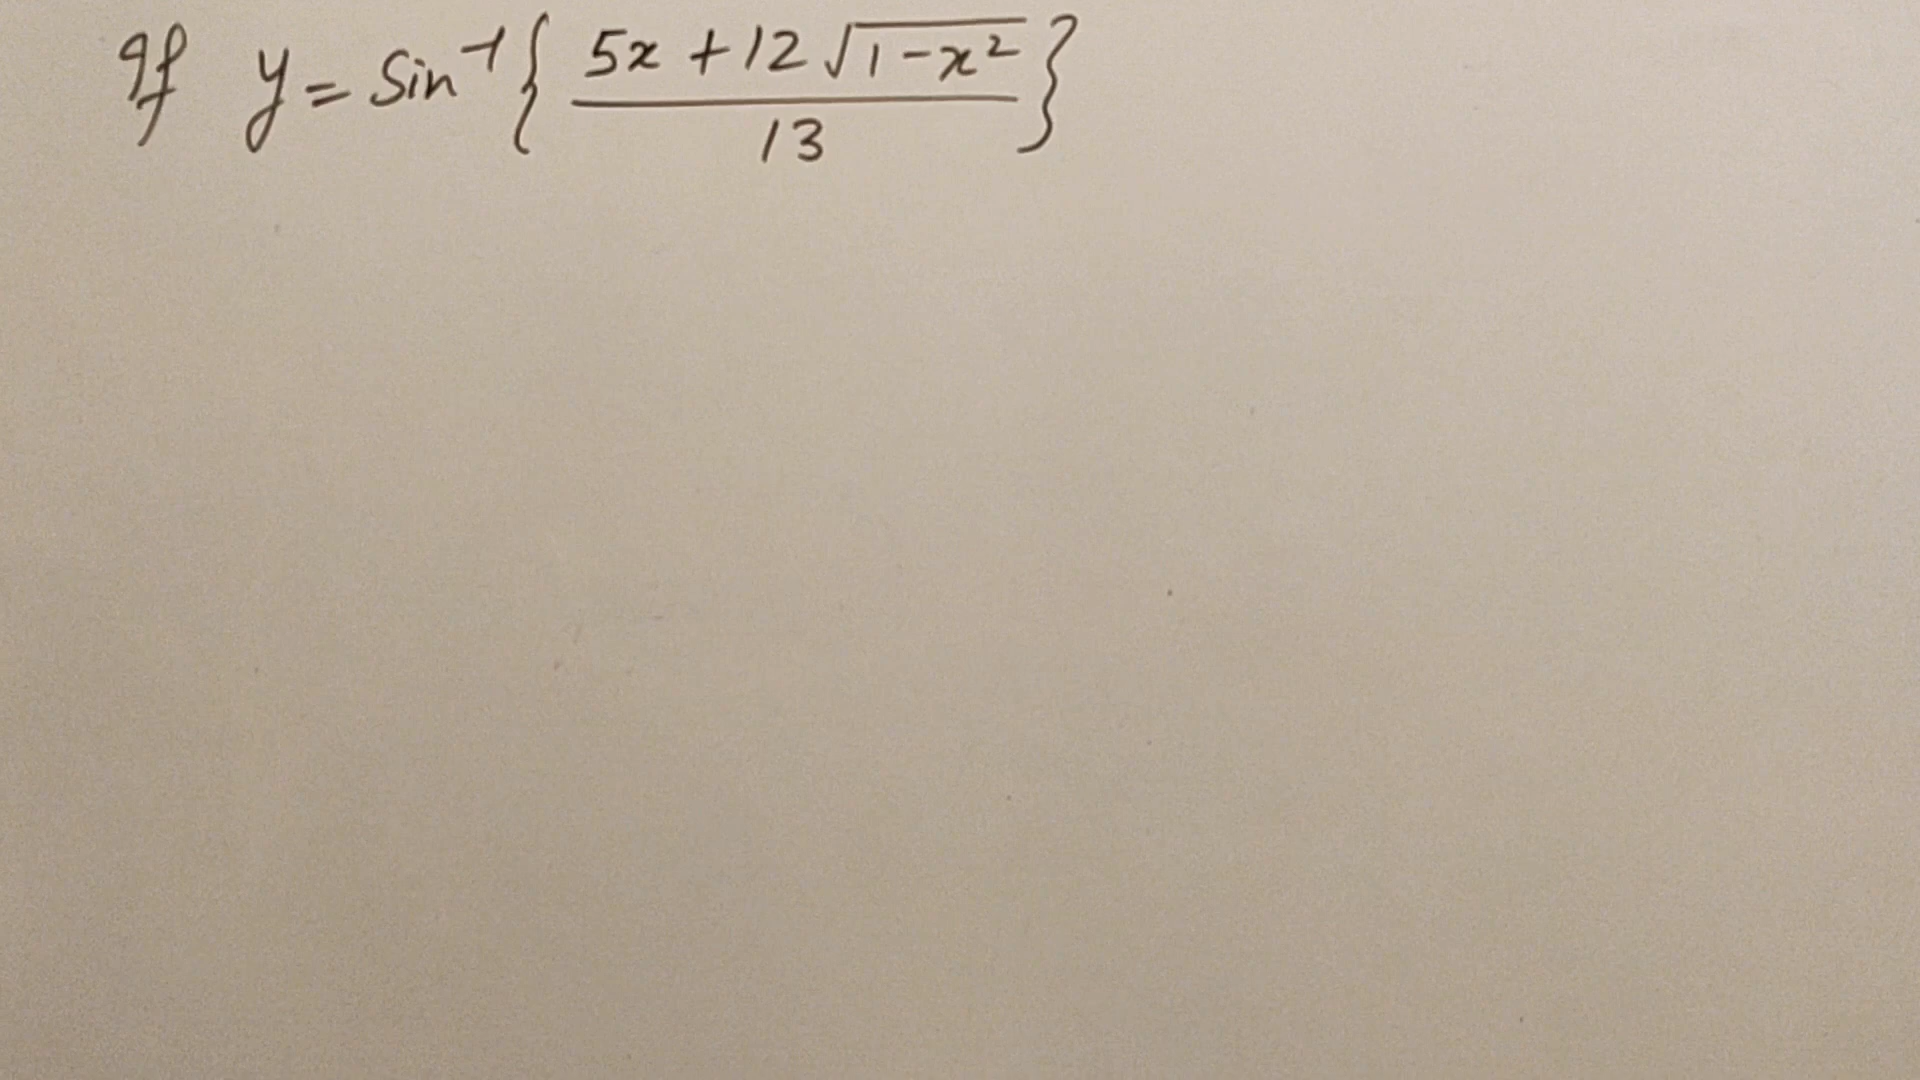 If y = Sin⁻¹{ (5x + 12√(1-x²)) / 13 }